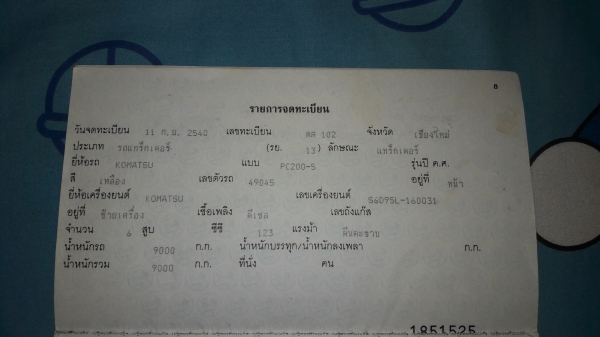 8
รายการจดทะเบียน
วันจดทะเบียน 11 ก.ย. 2540 เลขทะเบียน ตค 102 จังหวัด เชียงใหม่
ประเภท รถแทร็กเตอร์ (รย. 13) ลักษณะ แทร็กเตอร์
ยี่ห้อรถ KOMATSU แบบ PC200-5 รุ่นปี ค.ศ.
สี เหลือง เลขตัวรถ 49045 อยู่ที่ หน้า
ยี่ห้อเครื่องยนต์ KOMATSU เลขเครื่องยนต์ S6D95L-160031
อยู่ที่ ซ้ายเครื่อง เชื้อเพลิง ดีเซล เลขถังแก๊ส
จำนวน 6 สูบ ซีซี 123 แรงม้า ตีนตะขาบ
น้ำหนักรถ 9000 ก.ก. น้ำหนักบรรทุก/น้ำหนักลงเพลา ก.ก.
น้ำหนักรวม 9000 ก.ก. ที่นั่ง คน
1851525